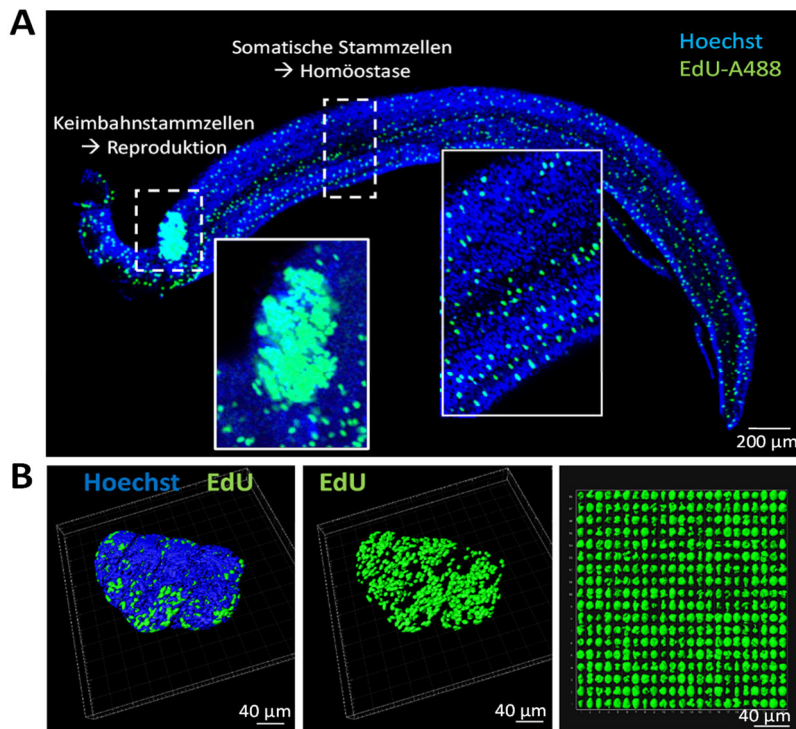 A
Somatische Stammzellen
→ Homöostase
Hoechst
EdU-A488
Keimbahnstammzellen
→ Reproduktion
200 µm
B
Hoechst EdU
40 µm
EdU
40 µm
40 µm